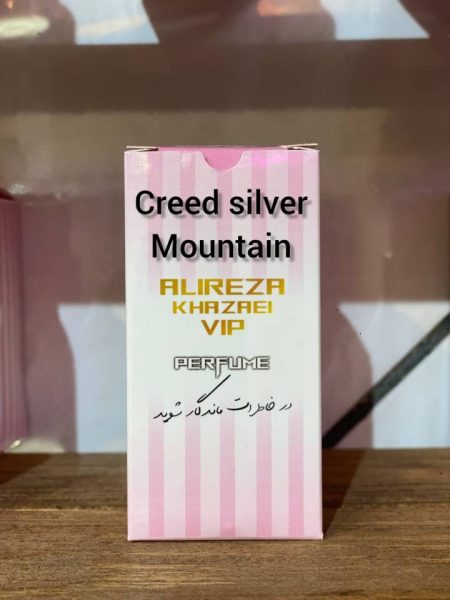 Creed silver
Mountain
ALIREZA
KHAZAEI
VIP
PERFUME
در خاطرات ماندگار شوید